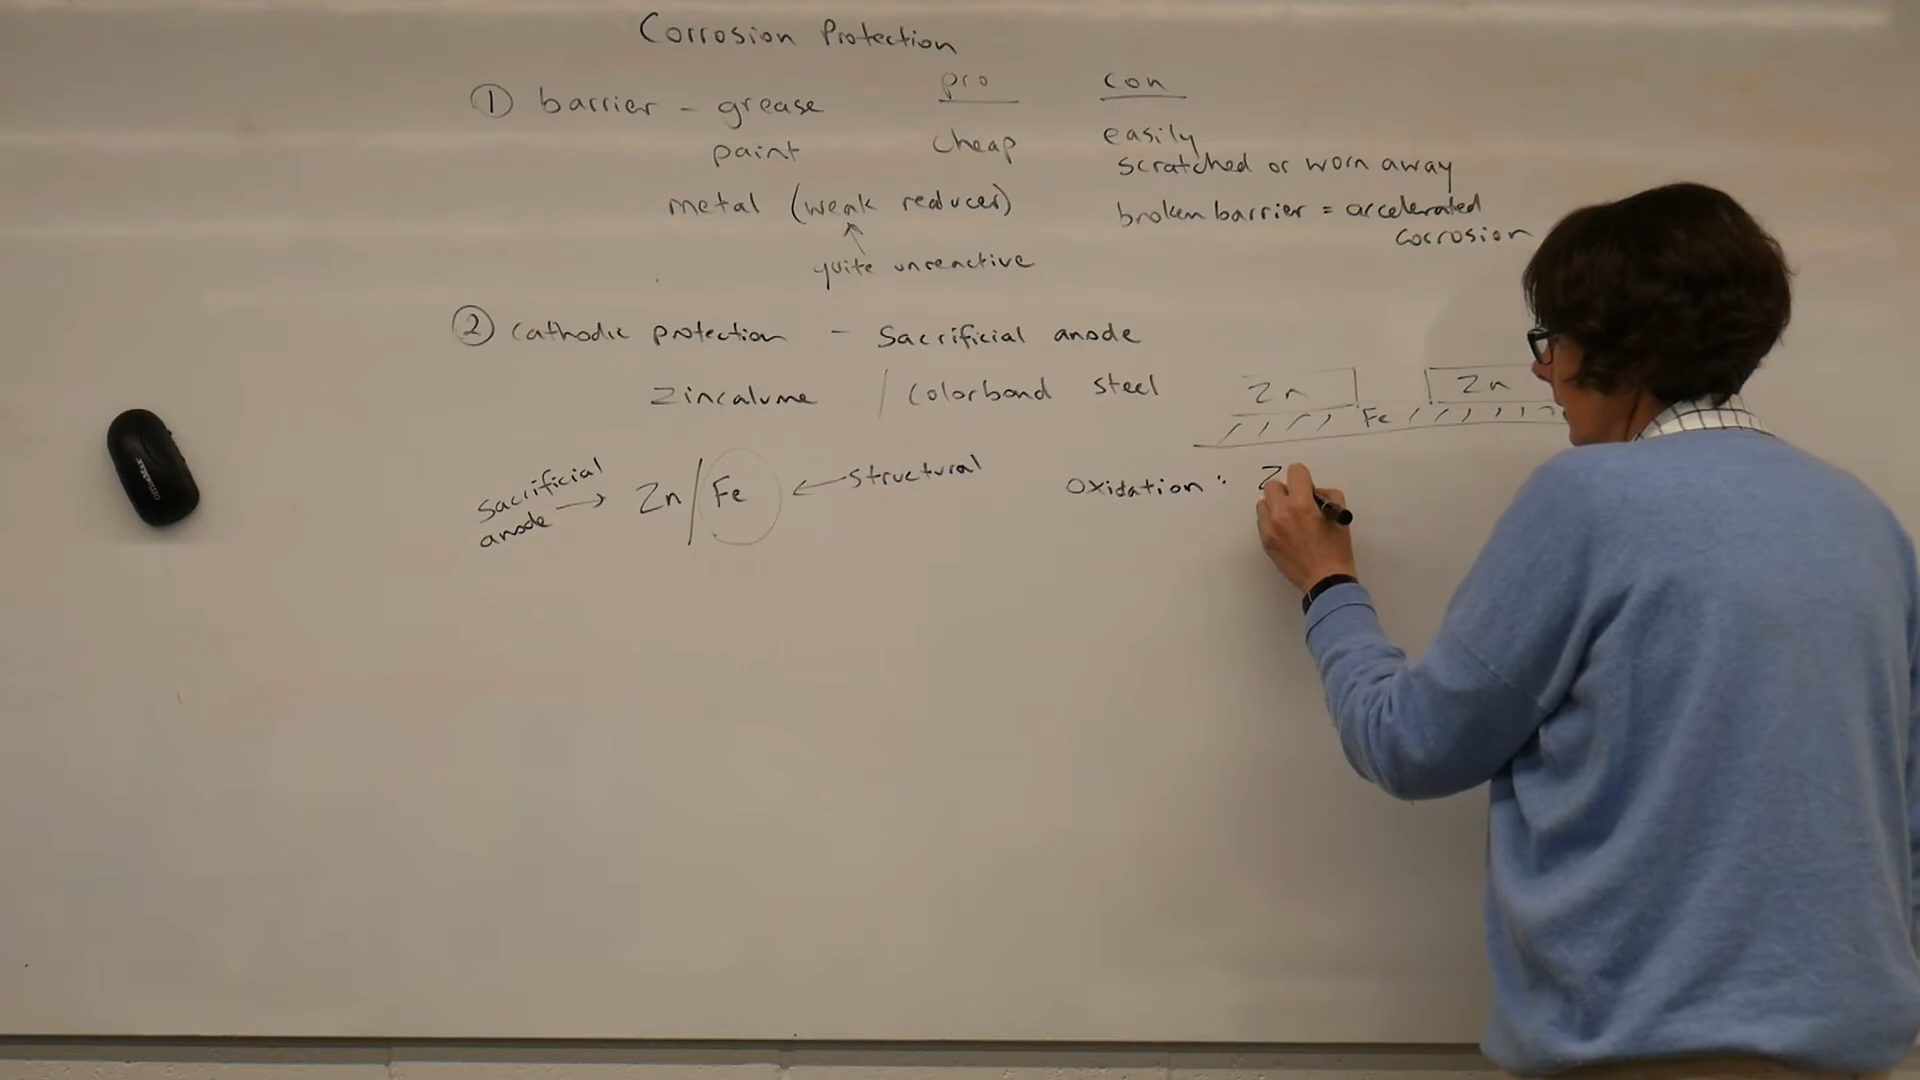 Corrosion Protection
pro con
① barrier - grease
paint cheap easily
scratched or worn away
metal (weak reducer) broken barrier = accelerated
corrosion
quite unreactive
② Cathodic protection - Sacrificial anode
Zincalume / Colorbond steel
Zn Zn
Fe
Sacrificial
anode → Zn/Fe ← structural
Oxidation : Z
officemax